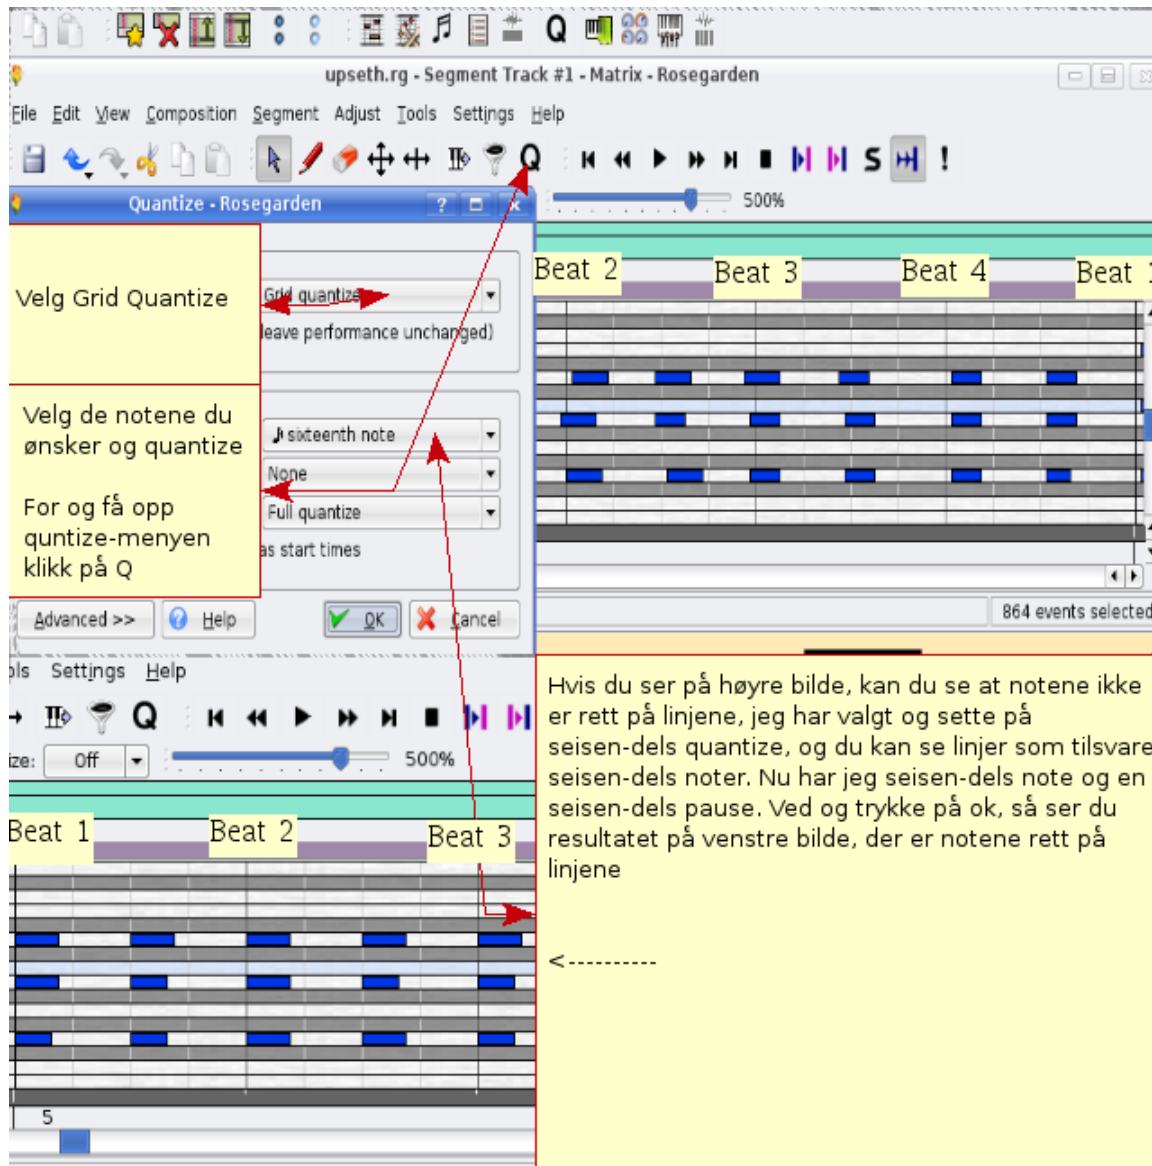 Q
upseth.rg - Segment Track #1 - Matrix - Rosegarden
File Edit View Composition Segment Adjust Tools Settings Help
Q S !
Quantize - Rosegarden ?
500%
Velg Grid Quantize
Grid quantize
leave performance unchanged)
Beat 2 Beat 3 Beat 4 Beat
Velg de notene du
ønsker og quantize
For og få opp
quntize-menyen
klikk på Q
sixteenth note
None
Full quantize
as start times
Advanced >> Help OK Cancel
864 events selected
ols Settings Help
Q
ize: Off 500%
Beat 1 Beat 2 Beat 3
5
Hvis du ser på høyre bilde, kan du se at notene ikke
er rett på linjene, jeg har valgt og sette på
seisen-dels quantize, og du kan se linjer som tilsvare
seisen-dels noter. Nu har jeg seisen-dels note og en
seisen-dels pause. Ved og trykke på ok, så ser du
resultatet på venstre bilde, der er notene rett på
linjene
<----------